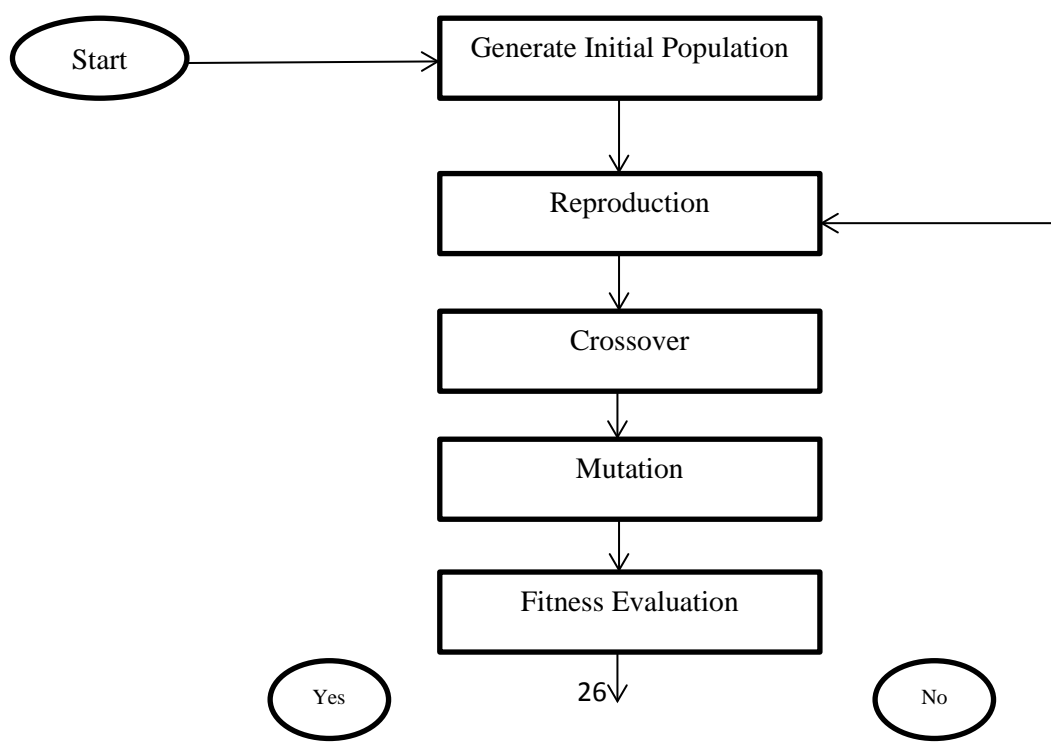 Start
Generate Initial Population
Reproduction
Crossover
Mutation
Fitness Evaluation
Yes
26
No